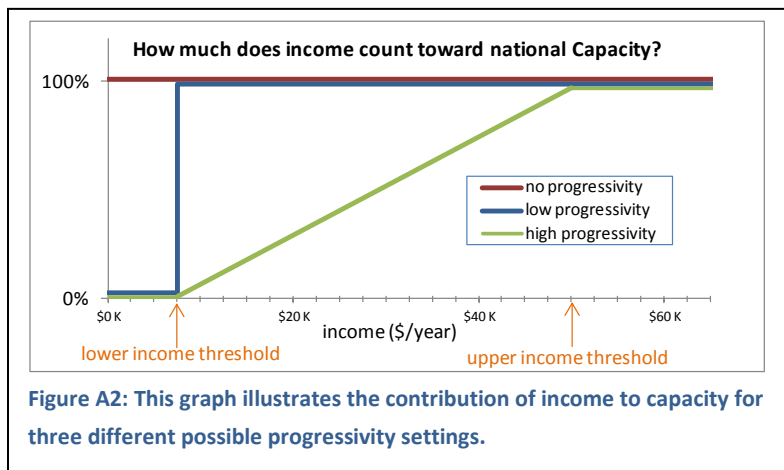 How much does income count toward national Capacity?
100%
no progressivity
low progressivity
high progressivity
0%
$0 K
$20 K
$40 K
$60 K
income ($/year)
lower income threshold
upper income threshold
Figure A2: This graph illustrates the contribution of income to capacity for
three different possible progressivity settings.